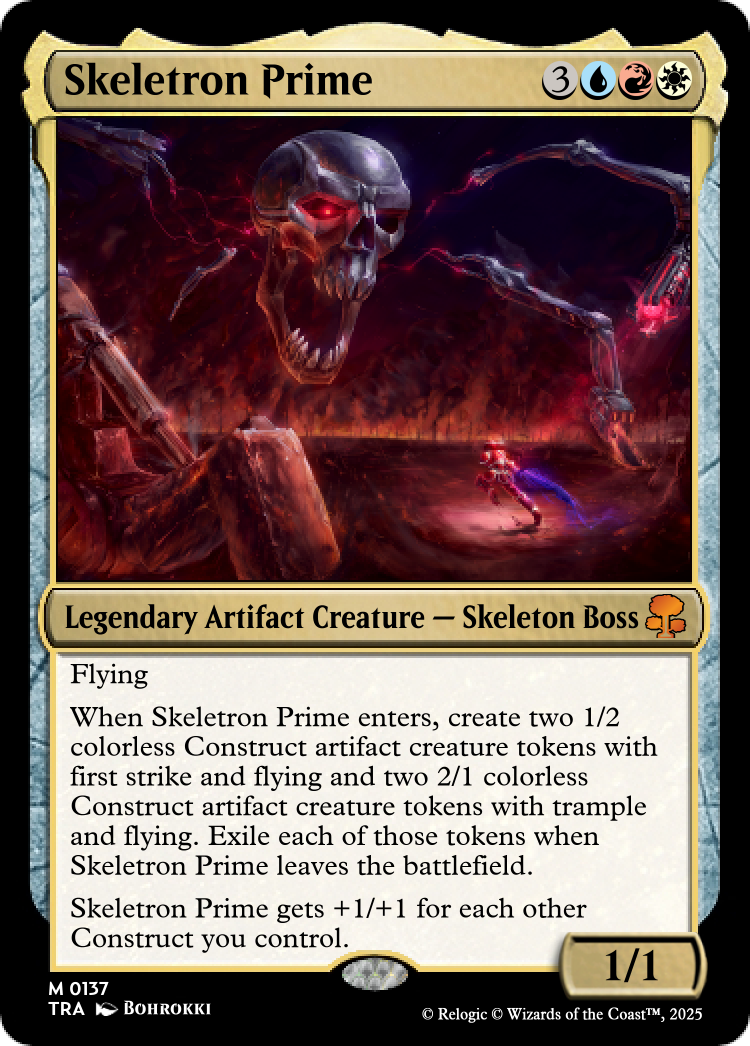 Skeletron Prime 3
Legendary Artifact Creature — Skeleton Boss
Flying
When Skeletron Prime enters, create two 1/2
colorless Construct artifact creature tokens with
first strike and flying and two 2/1 colorless
Construct artifact creature tokens with trample
and flying. Exile each of those tokens when
Skeletron Prime leaves the battlefield.
Skeletron Prime gets +1/+1 for each other
Construct you control.
1/1
M 0137
TRA BOHROKKI
© Relogic © Wizards of the Coast™, 2025